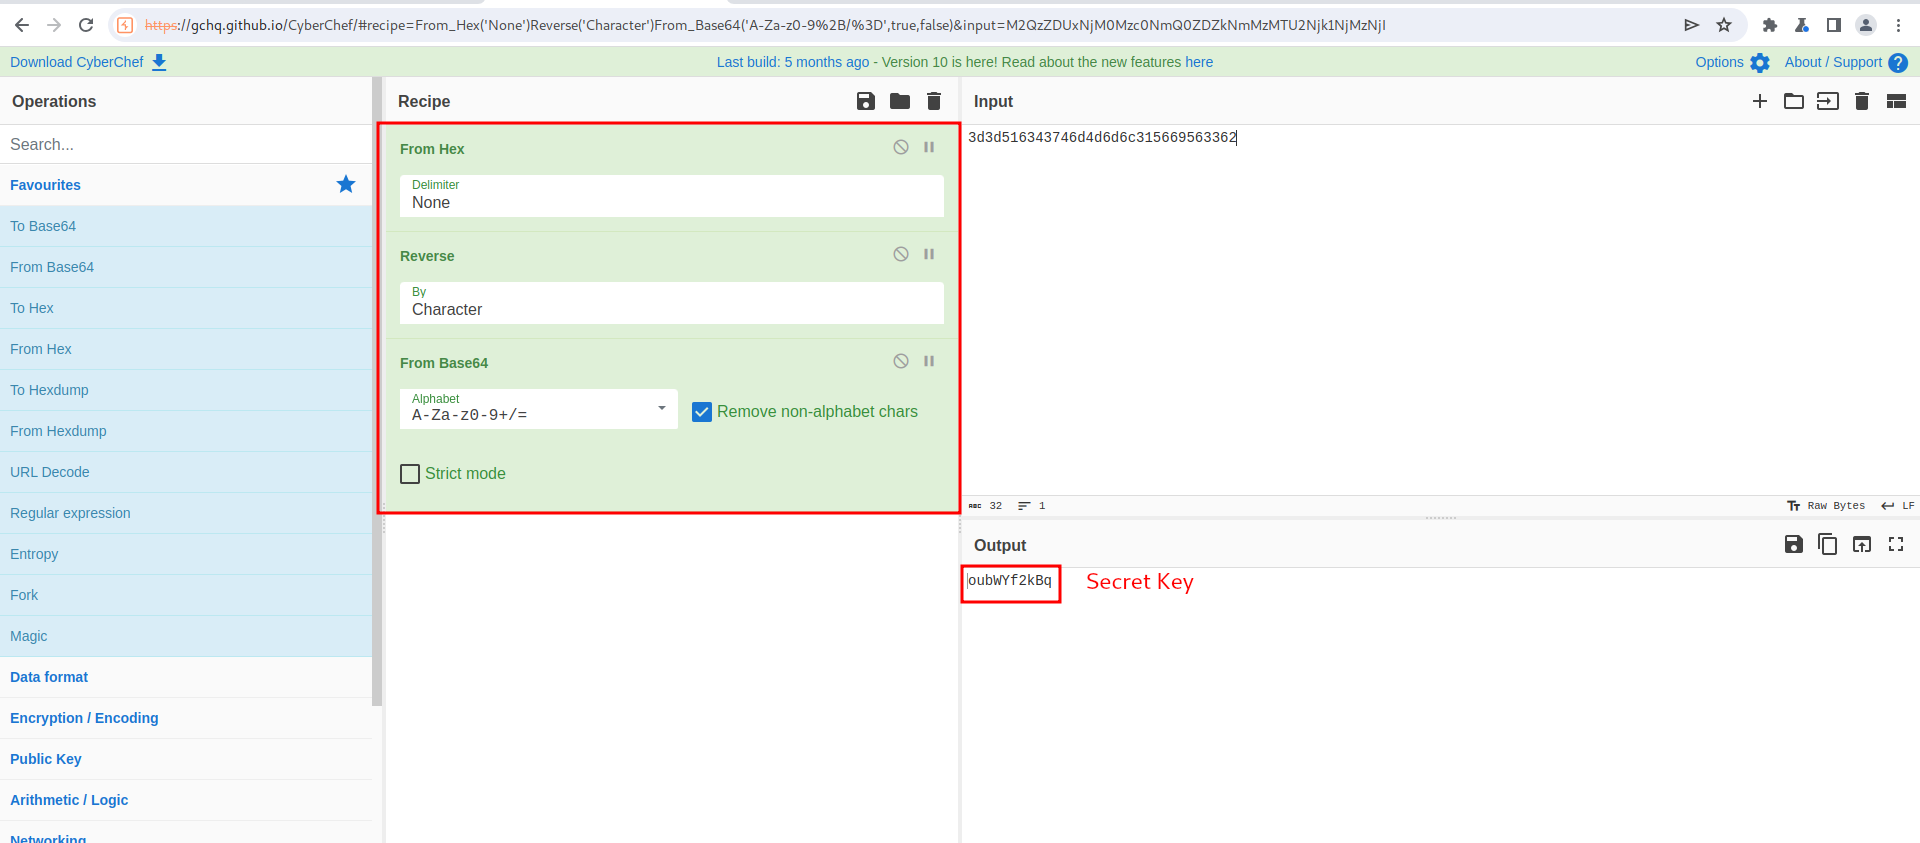 https://gchq.github.io/CyberChef/#recipe=From_Hex('None')Reverse('Character')From_Base64('A-Za-z0-9%2B/%3D',true,false)&input=M2QzZDUxNjM0Mzc0NmQ0ZDZkNmMzMTU2Njk1NjMzNjI
Download CyberChef
Last build: 5 months ago - Version 10 is here! Read about the new features here
Options
About / Support
Operations
Search...
Favourites
To Base64
From Base64
To Hex
From Hex
To Hexdump
From Hexdump
URL Decode
Regular expression
Entropy
Fork
Magic
Data format
Encryption / Encoding
Public Key
Arithmetic / Logic
Networking
Recipe
From Hex
Delimiter
None
Reverse
By
Character
From Base64
Alphabet
A-Za-z0-9+/=
Remove non-alphabet chars
Strict mode
Input
3d3d516343746d4d6d6c315669563362
ABC 32 1
Raw Bytes LF
Output
oubWYf2kBq
Secret Key